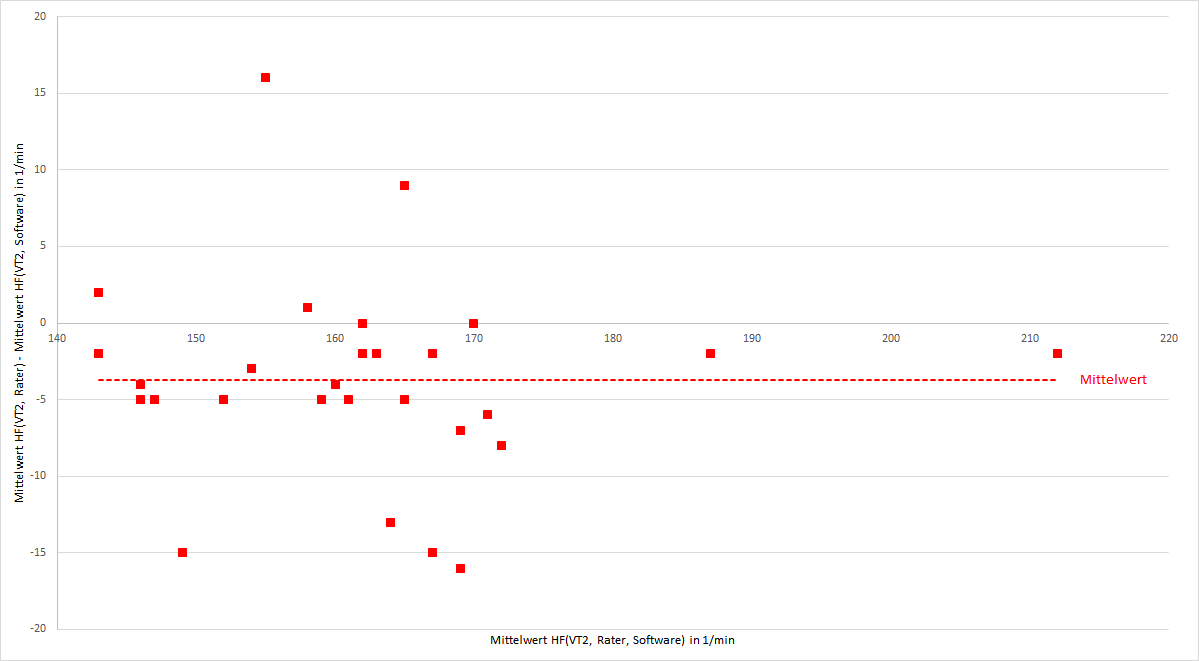 20
15
10
5
0
140 150 160 170 180 190 200 210 220
Mittelwert
-5
-10
-15
-20
Mittelwert HF(VT2, Rater) - Mittelwert HF(VT2, Software) in 1/min
Mittelwert HF(VT2, Rater, Software) in 1/min